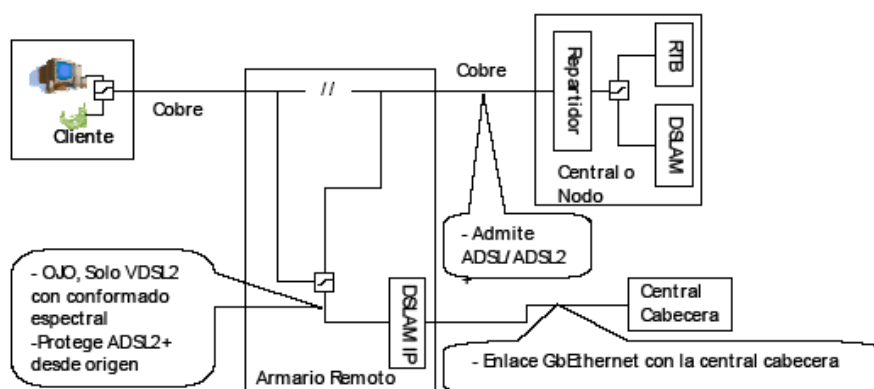 Cliente
Cobre
//
Cobre
Repartidor
RTB
DSLAM
Central o
Nodo
- Admite
ADSL/ ADSL2
+
- OJO, Solo VDSL2
con conformado
espectral
-Protege ADSL2+
desde origen
DSLAM IP
Armario Remoto
Central
Cabecera
- Enlace GbEthernet con la central cabecera